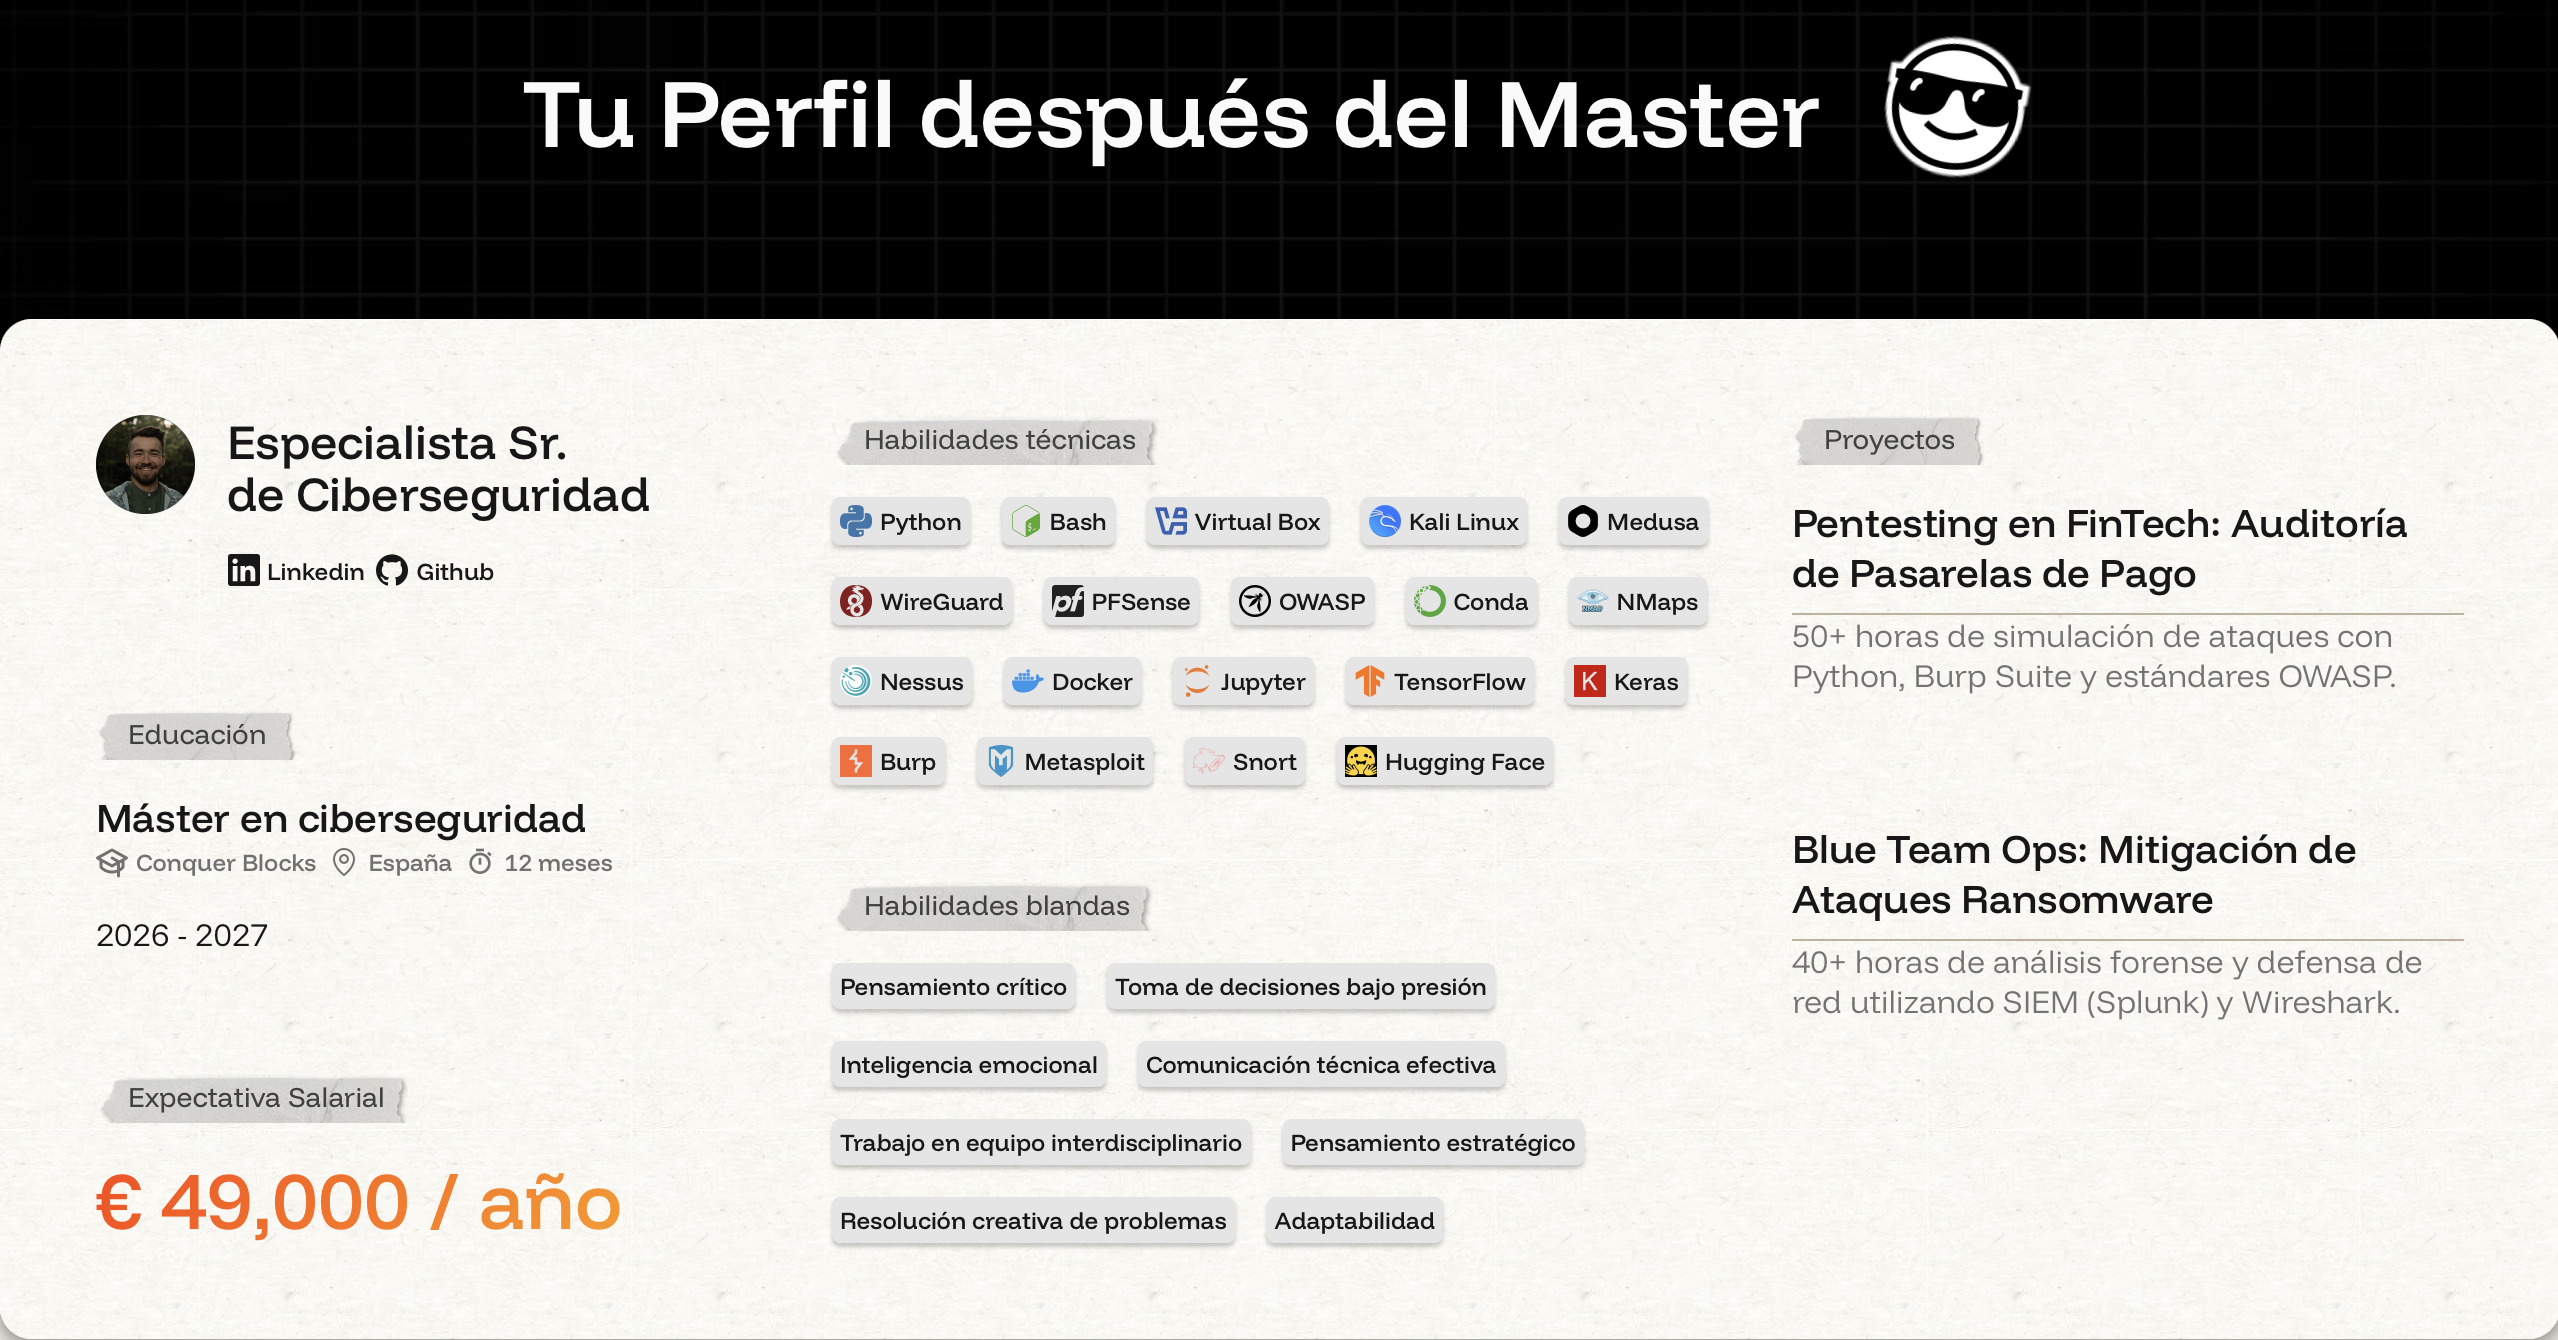 Tu Perfil después del Master
Especialista Sr.
de Ciberseguridad
Linkedin Github
Educación
Máster en ciberseguridad
Conquer Blocks España 12 meses
2026 - 2027
Expectativa Salarial
€ 49,000 / año
Habilidades técnicas
Python Bash Virtual Box Kali Linux Medusa
WireGuard PFSense OWASP Conda NMaps
Nessus Docker Jupyter TensorFlow Keras
Burp Metasploit Snort Hugging Face
Habilidades blandas
Pensamiento crítico Toma de decisiones bajo presión
Inteligencia emocional Comunicación técnica efectiva
Trabajo en equipo interdisciplinario Pensamiento estratégico
Resolución creativa de problemas Adaptabilidad
Proyectos
Pentesting en FinTech: Auditoría
de Pasarelas de Pago
50+ horas de simulación de ataques con
Python, Burp Suite y estándares OWASP.
Blue Team Ops: Mitigación de
Ataques Ransomware
40+ horas de análisis forense y defensa de
red utilizando SIEM (Splunk) y Wireshark.